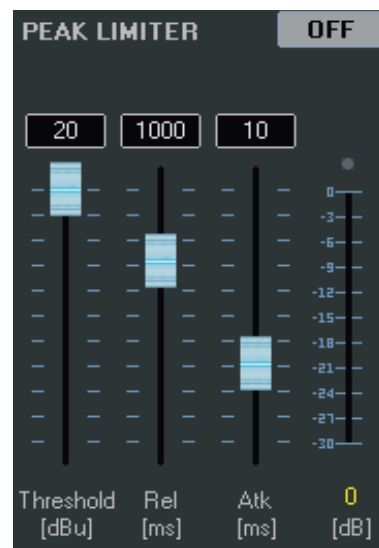 PEAK LIMITER OFF
20 1000 10
0
-3
-6
-9
-12
-15
-18
-21
-24
-27
-30
Threshold Rel Atk 0
[dBu] [ms] [ms] [dB]